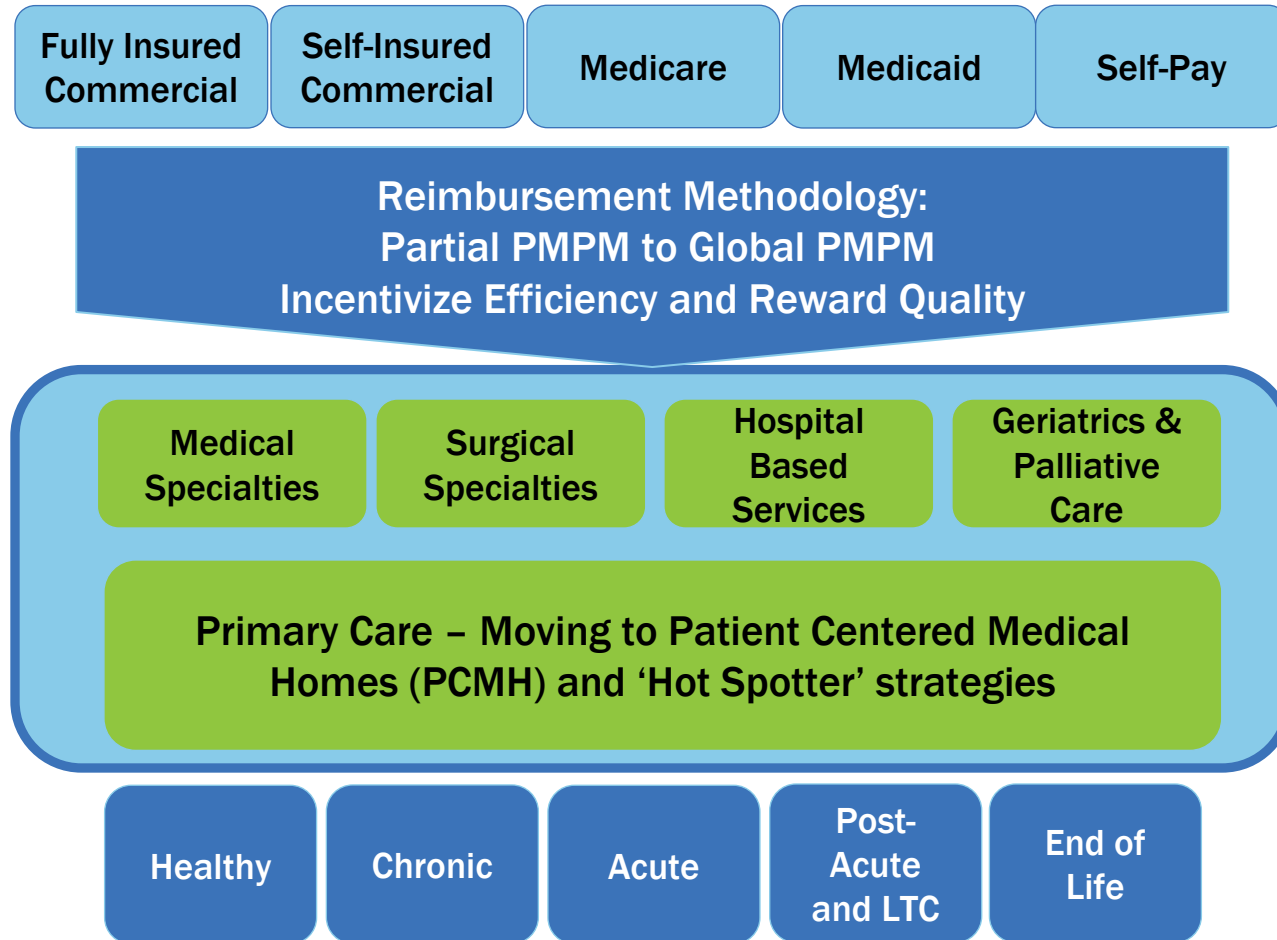 Fully Insured
Commercial
Self-Insured
Commercial
Medicare
Medicaid
Self-Pay
Reimbursement Methodology:
Partial PMPM to Global PMPM
Incentivize Efficiency and Reward Quality
Medical
Specialties
Surgical
Specialties
Hospital
Based
Services
Geriatrics &
Palliative
Care
Primary Care – Moving to Patient Centered Medical
Homes (PCMH) and ‘Hot Spotter’ strategies
Healthy
Chronic
Acute
Post-
Acute
and LTC
End of
Life